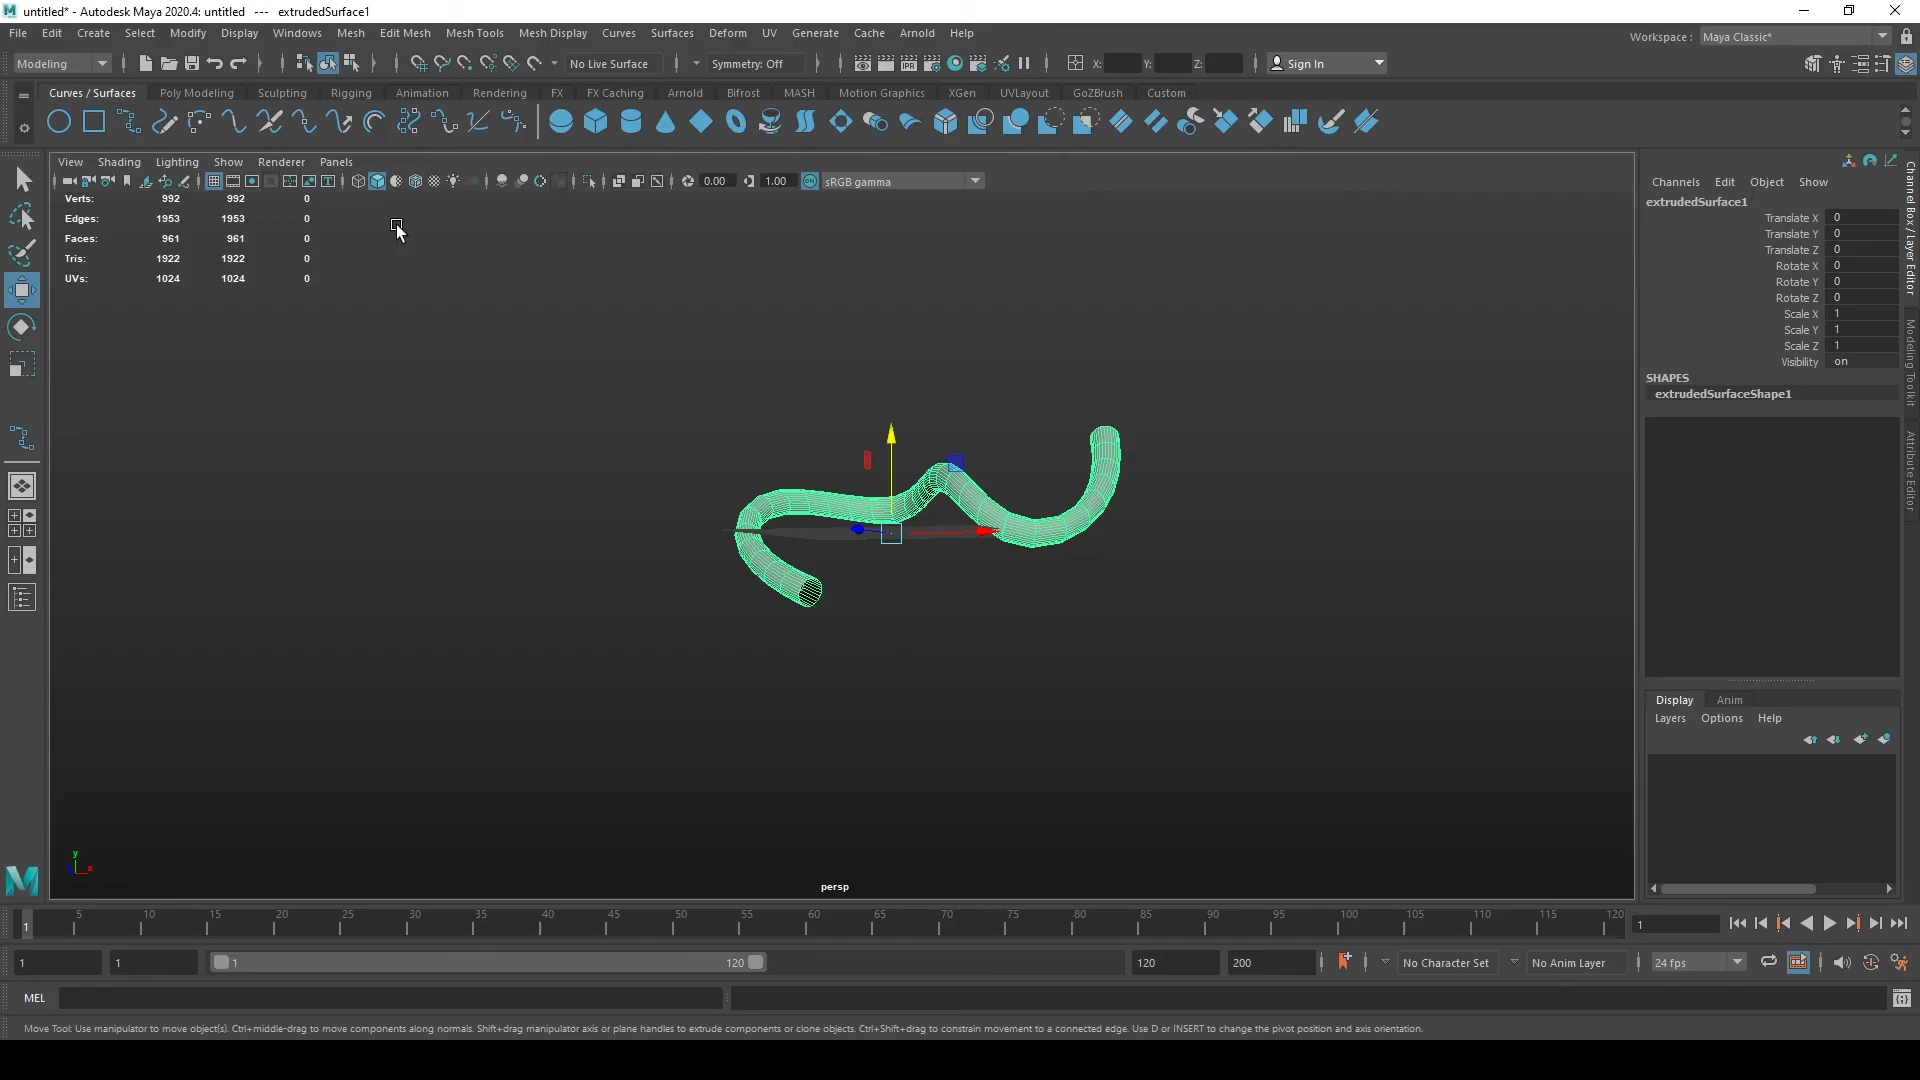 untitled* - Autodesk Maya 2020.4: untitled --- extrudedSurface1
File Edit Create Select Modify Display Windows Mesh Edit Mesh Mesh Tools Mesh Display Curves Surfaces Deform UV Generate Cache Arnold Help
Workspace : Maya Classic*
Modeling No Live Surface Symmetry: Off X: Y: Z: Sign In
Curves / Surfaces Poly Modeling Sculpting Rigging Animation Rendering FX FX Caching Arnold Bifrost MASH Motion Graphics XGen UVLayout GoZBrush Custom
View Shading Lighting Show Renderer Panels
0.00 1.00 sRGB gamma
Verts: 992 992 0
Edges: 1953 1953 0
Faces: 961 961 0
Tris: 1922 1922 0
UVs: 1024 1024 0
y
x
persp
Channels Edit Object Show
extrudedSurface1
Translate X 0
Translate Y 0
Translate Z 0
Rotate X 0
Rotate Y 0
Rotate Z 0
Scale X 1
Scale Y 1
Scale Z 1
Visibility on
SHAPES
extrudedSurfaceShape1
Display Anim
Layers Options Help
Channel Box / Layer Editor
Modeling Toolkit
Attribute Editor
1 5 10 15 20 25 30 35 40 45 50 55 60 65 70 75 80 85 90 95 100 105 110 115 120 1
1 1 1 120 120 200 No Character Set No Anim Layer 24 fps
MEL
Move Tool: Use manipulator to move object(s). Ctrl+middle-drag to move components along normals. Shift+drag manipulator axis or plane handles to extrude components or clone objects. Ctrl+Shift+drag to constrain movement to a connected edge. Use D or INSERT to change the pivot position and axis orientation.